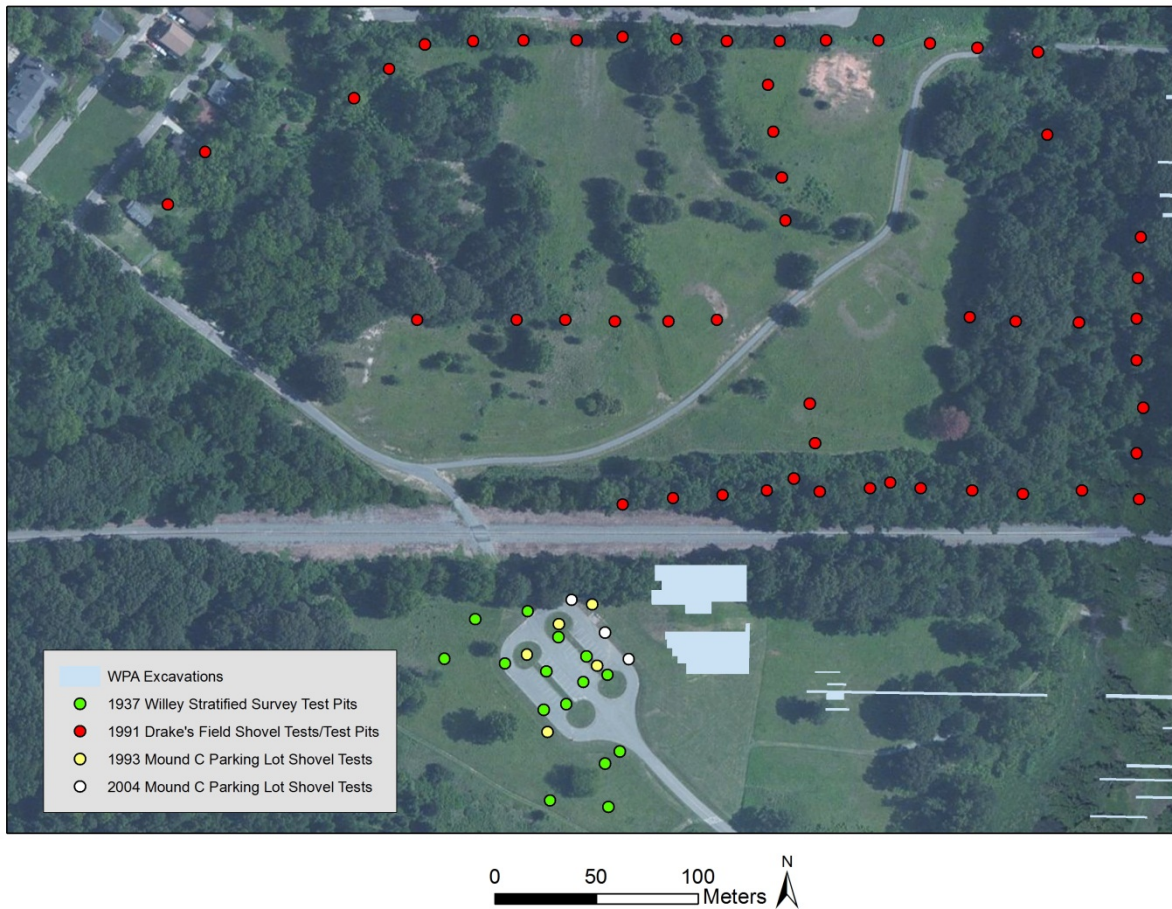 WPA Excavations
1937 Willey Stratified Survey Test Pits
1991 Drake's Field Shovel Tests/Test Pits
1993 Mound C Parking Lot Shovel Tests
2004 Mound C Parking Lot Shovel Tests
0 50 100
Meters
N